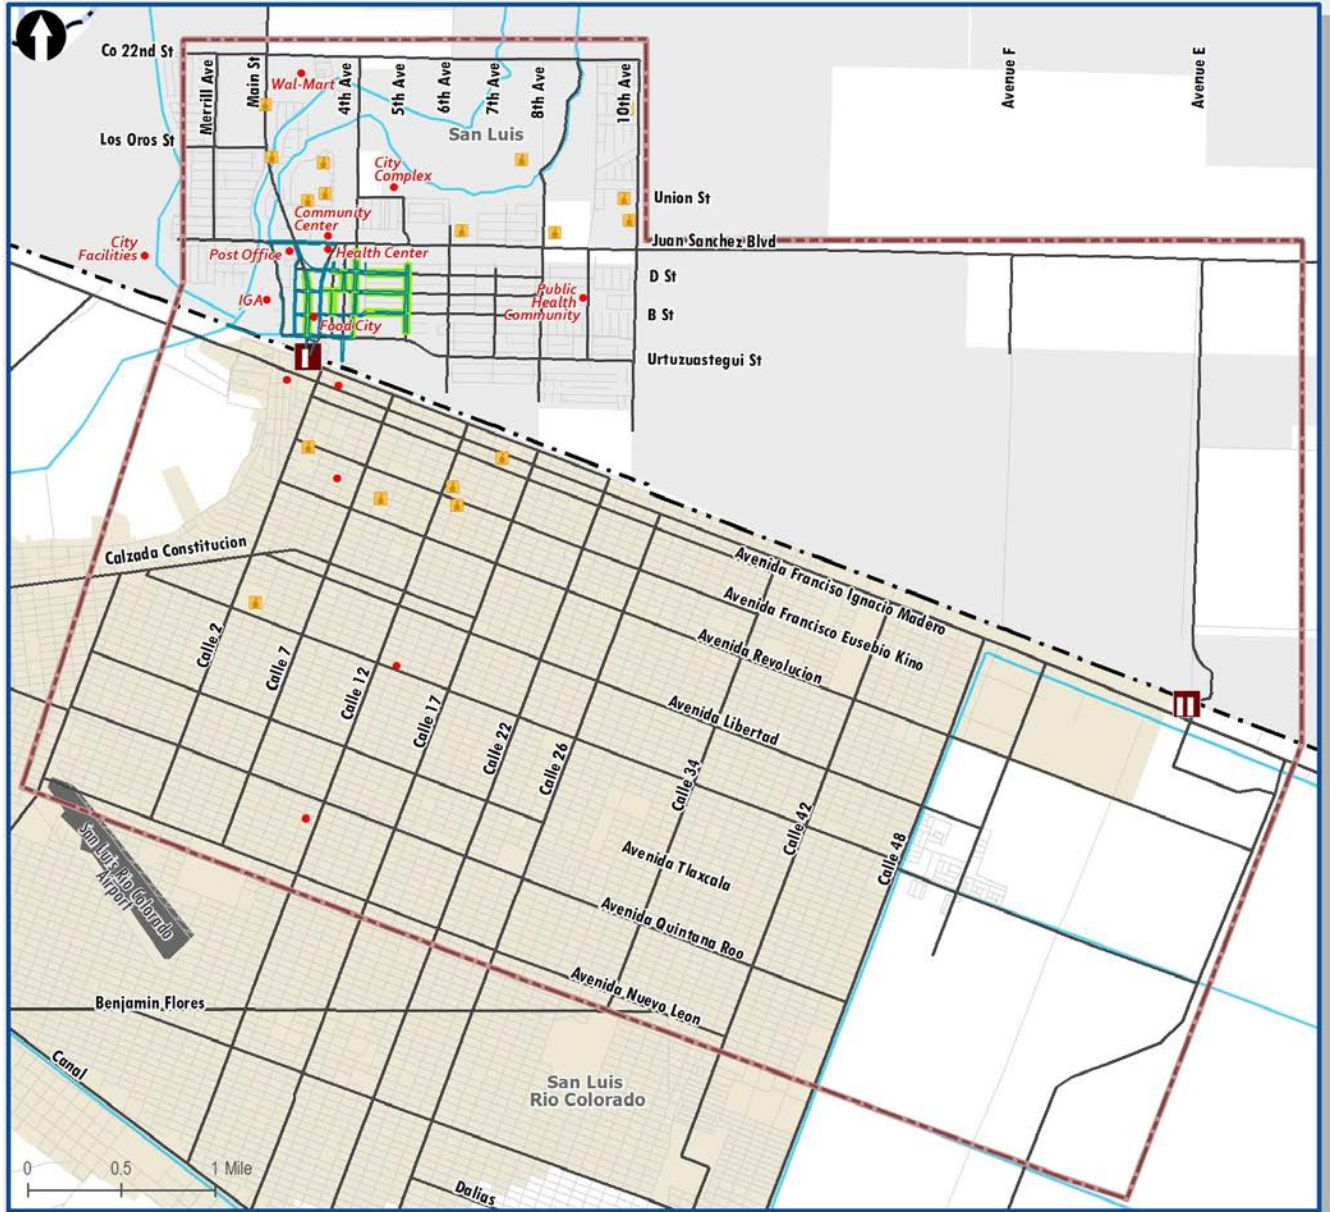 Co 22nd St
Merrill Ave
Main St
Wal-Mart
4th Ave
5th Ave
6th Ave
7th Ave
8th Ave
10th Ave
Avenue F
Avenue E
San Luis
Los Oros St
City
Complex
Union St
Community
Center
Juan Sanchez Blvd
City
Facilities
Post Office
Health Center
D St
IGA
Public
Health
Community
B St
Food City
Urtuzuastegui St
I
II
Calzada Constitucion
Avenida Franciso Ignacio Madero
Avenida Francisco Eusebio Kino
Avenida Revolucion
Avenida Libertad
Calle 2
Calle 7
Calle 12
Calle 17
Calle 22
Calle 26
Calle 34
Calle 42
Calle 48
San Luis Rio Colorado
Airport
Avenida Tlaxcala
Avenida Quintana Roo
Avenida Nuevo Leon
Benjamin Flores
Canal
San Luis
Rio Colorado
Dalias
0 0.5 1 Mile